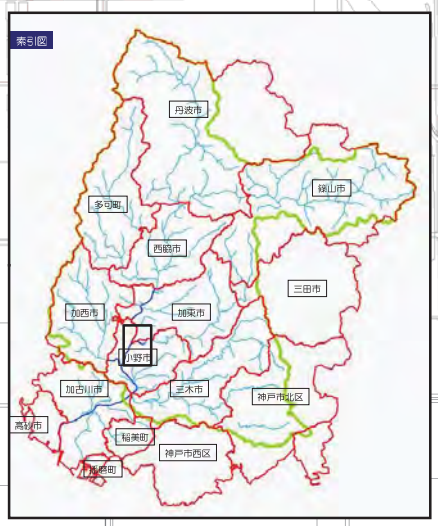 索引図
丹波市
篠山市
多可町
西脇市
三田市
加西市
加東市
小野市
加古川市
三木市
神戸市北区
高砂市
稲美町
神戸市西区
播磨町